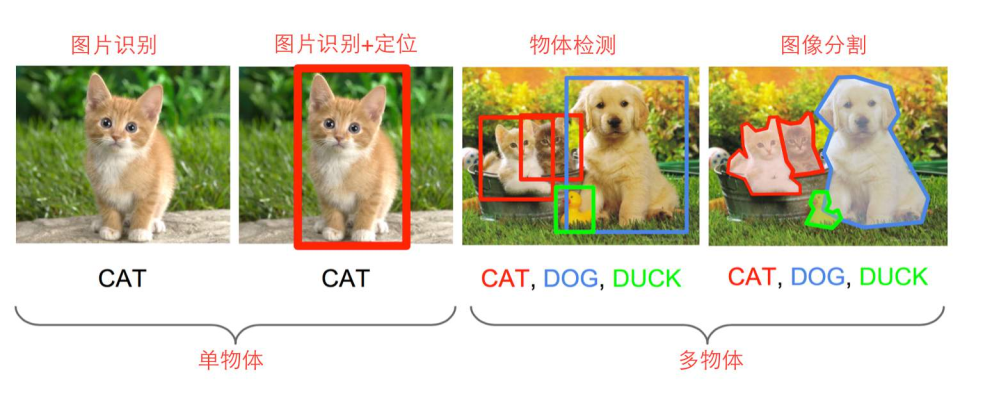 图片识别
图片识别+定位
物体检测
图像分割
CAT
CAT
CAT, DOG, DUCK
CAT, DOG, DUCK
单物体
多物体